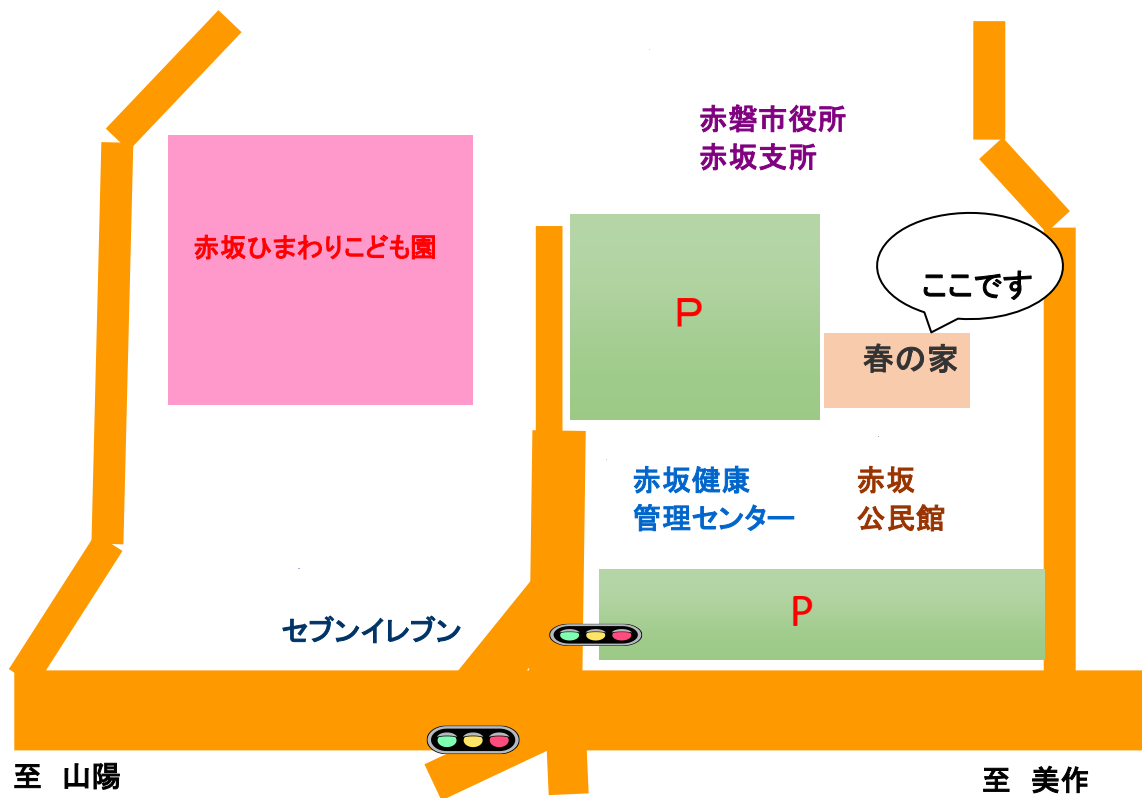 赤磐市役所
赤坂支所
赤坂ひまわりこども園
ここです
P
春の家
赤坂健康
管理センター
赤坂
公民館
P
セブンイレブン
至　山陽
至　美作